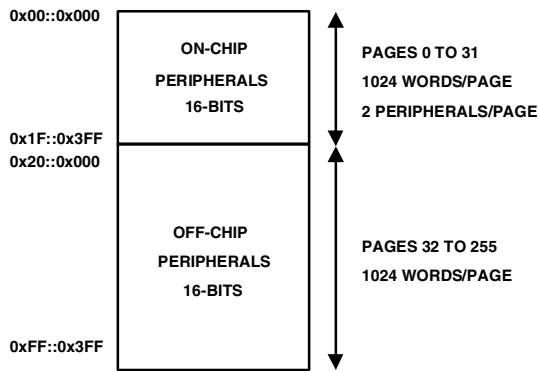 0x00::0x000
ON-CHIP
PERIPHERALS
16-BITS
PAGES 0 TO 31
1024 WORDS/PAGE
2 PERIPHERALS/PAGE
0x1F::0x3FF
0x20::0x000
OFF-CHIP
PERIPHERALS
16-BITS
PAGES 32 TO 255
1024 WORDS/PAGE
0xFF::0x3FF